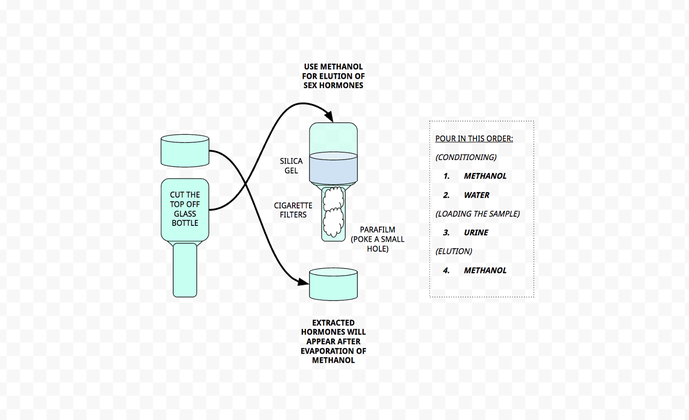 USE METHANOL
FOR ELUTION OF
SEX HORMONES
CUT THE
TOP OFF
GLASS
BOTTLE
SILICA
GEL
CIGARETTE
FILTERS
PARAFILM
(POKE A SMALL
HOLE)
EXTRACTED
HORMONES WILL
APPEAR AFTER
EVAPORATION OF
METHANOL
POUR IN THIS ORDER:
(CONDITIONING)
1. METHANOL
2. WATER
(LOADING THE SAMPLE)
3. URINE
(ELUTION)
4. METHANOL